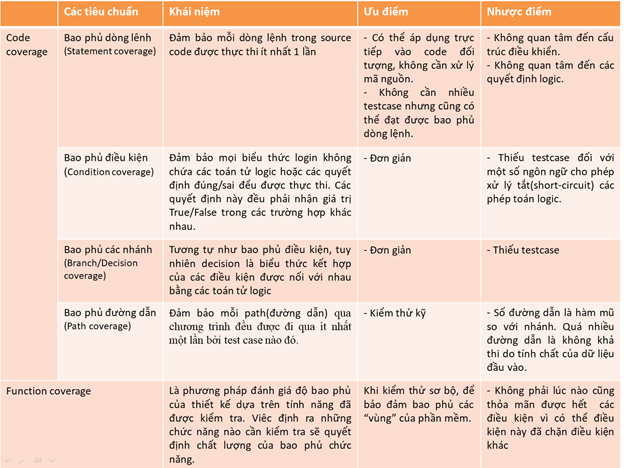 Các tiêu chuẩn
Khái niệm
Ưu điểm
Nhược điểm
Code
coverage
Bao phủ dòng lênh
(Statement coverage)
Đảm bảo mỗi dòng lệnh trong source
code được thực thi ít nhất 1 lần
- Có thể áp dụng trực
tiếp vào code đối
tượng, không cần xử lý
mã nguồn.
- Không cần nhiều
testcase nhưng cũng có
thể đạt được bao phủ
dòng lệnh.
- Không quan tâm đến cấu
trúc điều khiển.
- Không quan tâm đến các
quyết định logic.
Bao phủ điều kiện
(Condition coverage)
Đảm bảo mọi biểu thức login không
chứa các toán tử logic hoặc các quyết
định đúng/sai đểu được thực thi. Các
quyết định này đều phải nhận giá trị
True/False trong các trường hợp khác
nhau.
- Đơn giản
- Thiếu testcase đối với
một số ngôn ngữ cho phép
xử lý tắt(short-circuit) các
phép toán logic.
Bao phủ các nhánh
(Branch/Decision
coverage)
Tương tự như bao phủ điều kiện, tuy
nhiên decision là biểu thức kết hợp
của các điều kiện được nối với nhau
bằng các toán tử logic
- Đơn giản
- Thiếu testcase
Bao phủ đường dẫn
(Path coverage)
Đảm bảo mỗi path(đường dẫn) qua
chương trình đều được đi qua ít nhất
một lần bởi test case nào đó.
- Kiểm thử kỹ
- Số đường dẫn là hàm mũ
so với nhánh. Quá nhiều
đường dẫn là không khả
thi do tính chất của dữ liệu
đầu vào.
Function coverage
Là phương pháp đánh giá độ bao phủ
của thiết kế dựa trên tính năng đã
được kiểm tra. Viêc định ra những
chức năng nào cần kiểm tra sẽ quyết
định chất lượng của bao phủ chức
năng.
Khi kiểm thử sơ bộ, để
bảo đảm bao phủ các
“vùng” của phần mềm.
- Không phải lúc nào cũng
thỏa mãn được hết các
điều kiện vì có thể điều
kiện này đã chặn điều kiện
khác